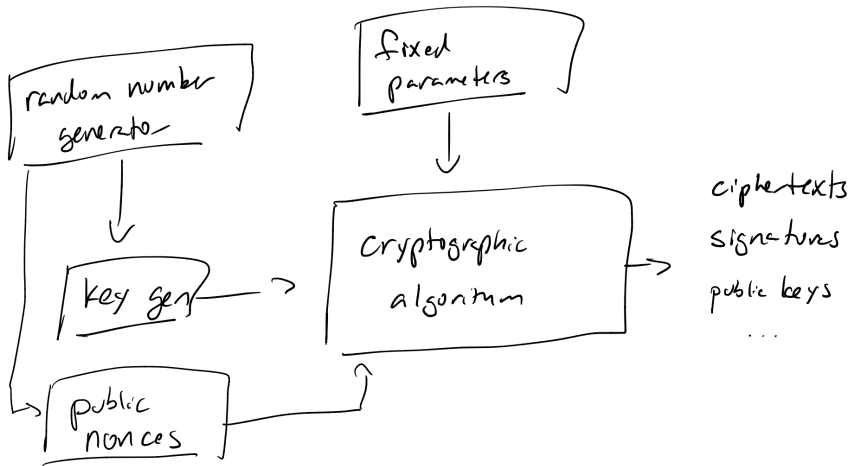 random number
generator
fixed
parameters
key gen
public
nonces
cryptographic
algorithm
ciphertexts
signatures
public keys
...